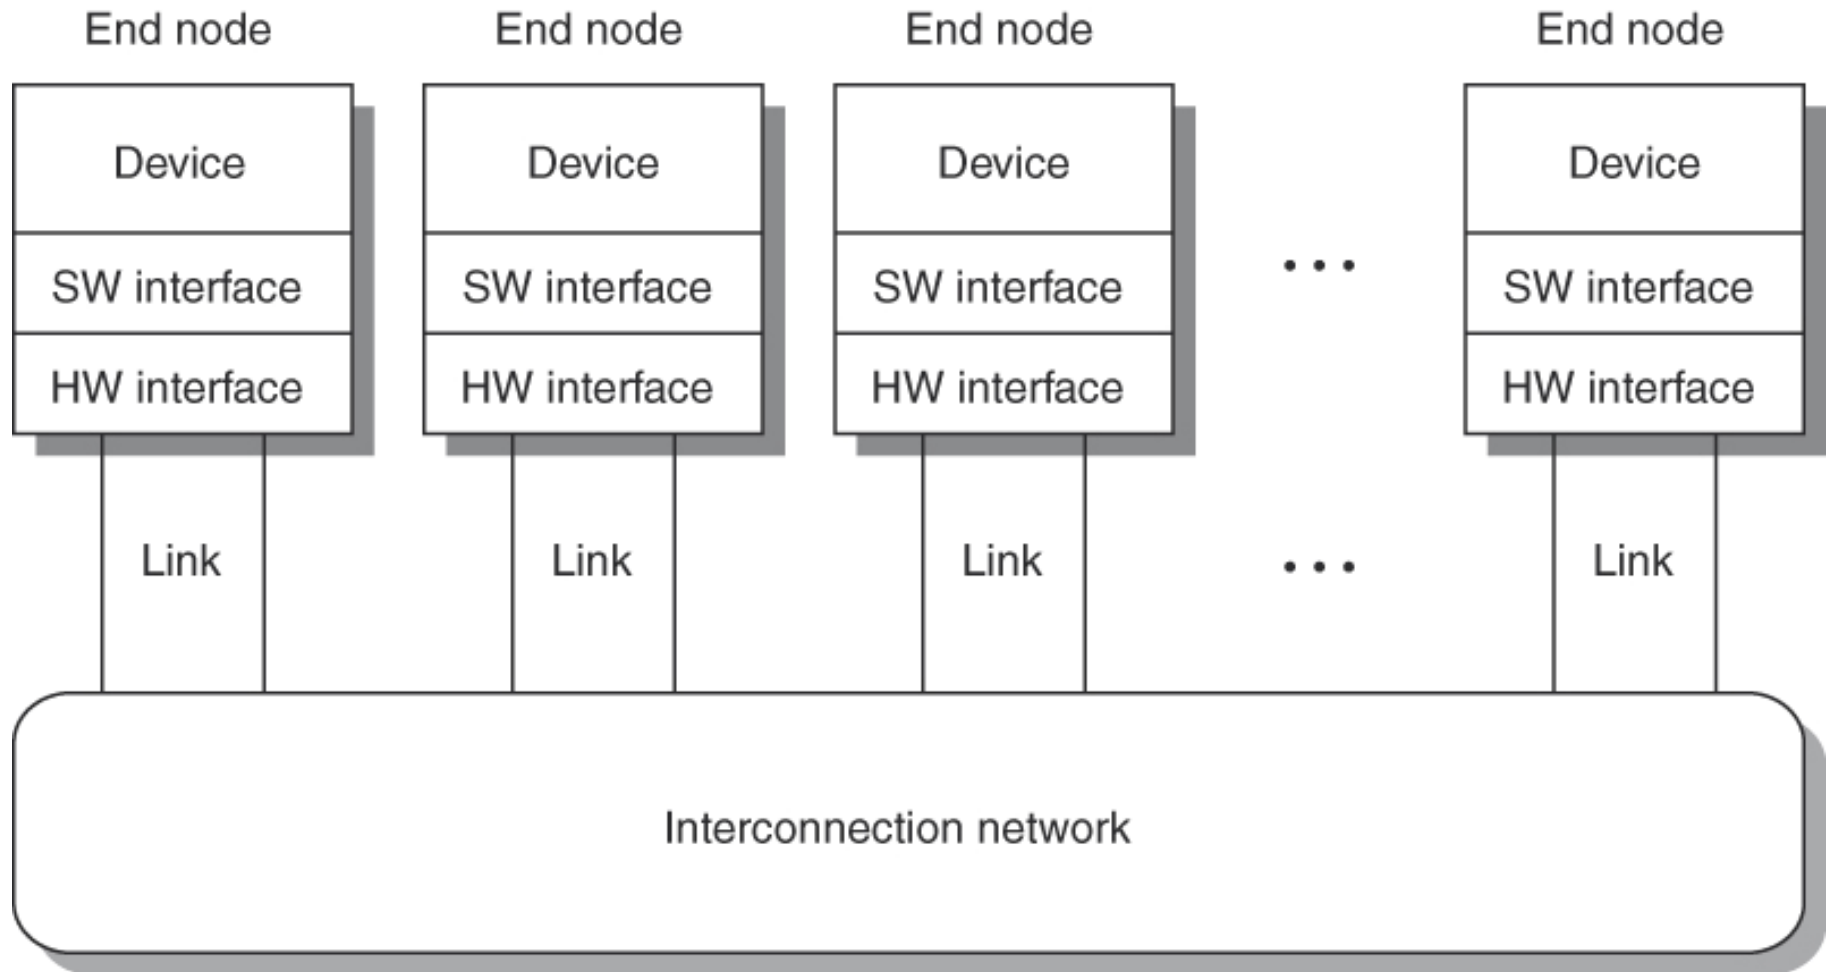 End node End node End node End node
Device Device Device Device
SW interface SW interface SW interface ... SW interface
HW interface HW interface HW interface HW interface
Link Link Link ... Link
Interconnection network